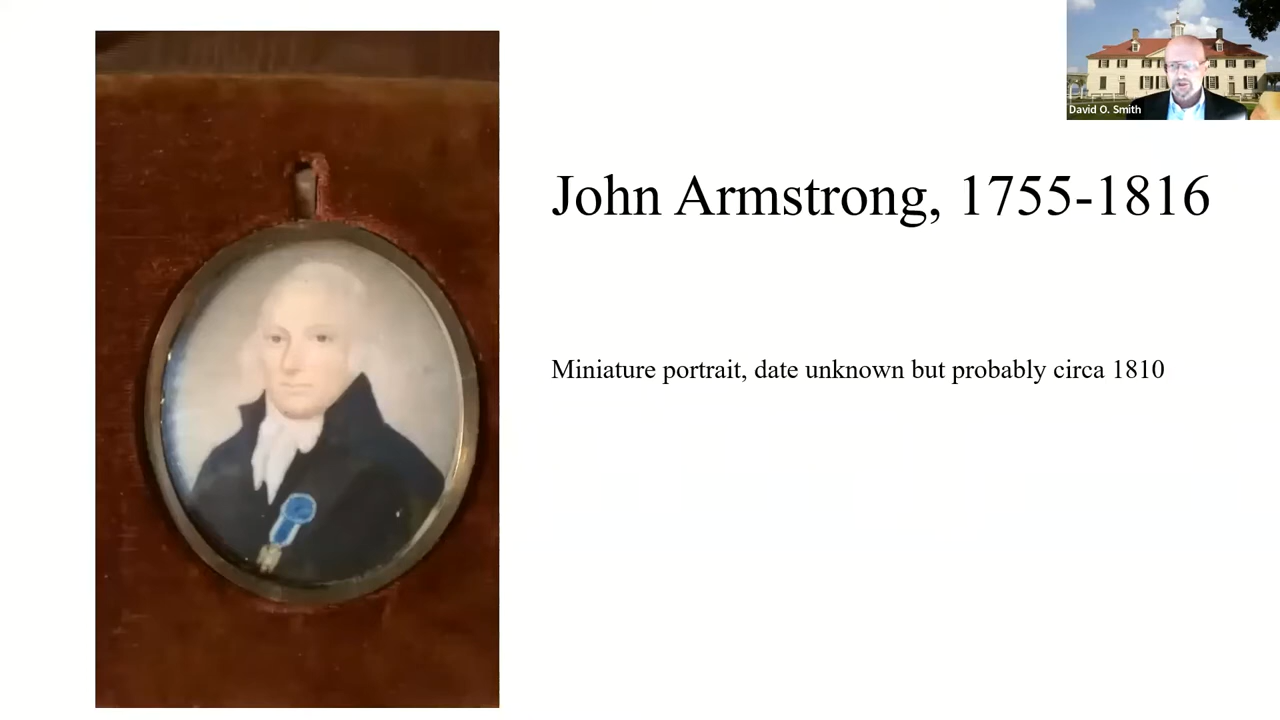 David O. Smith
John Armstrong, 1755-1816
Miniature portrait, date unknown but probably circa 1810